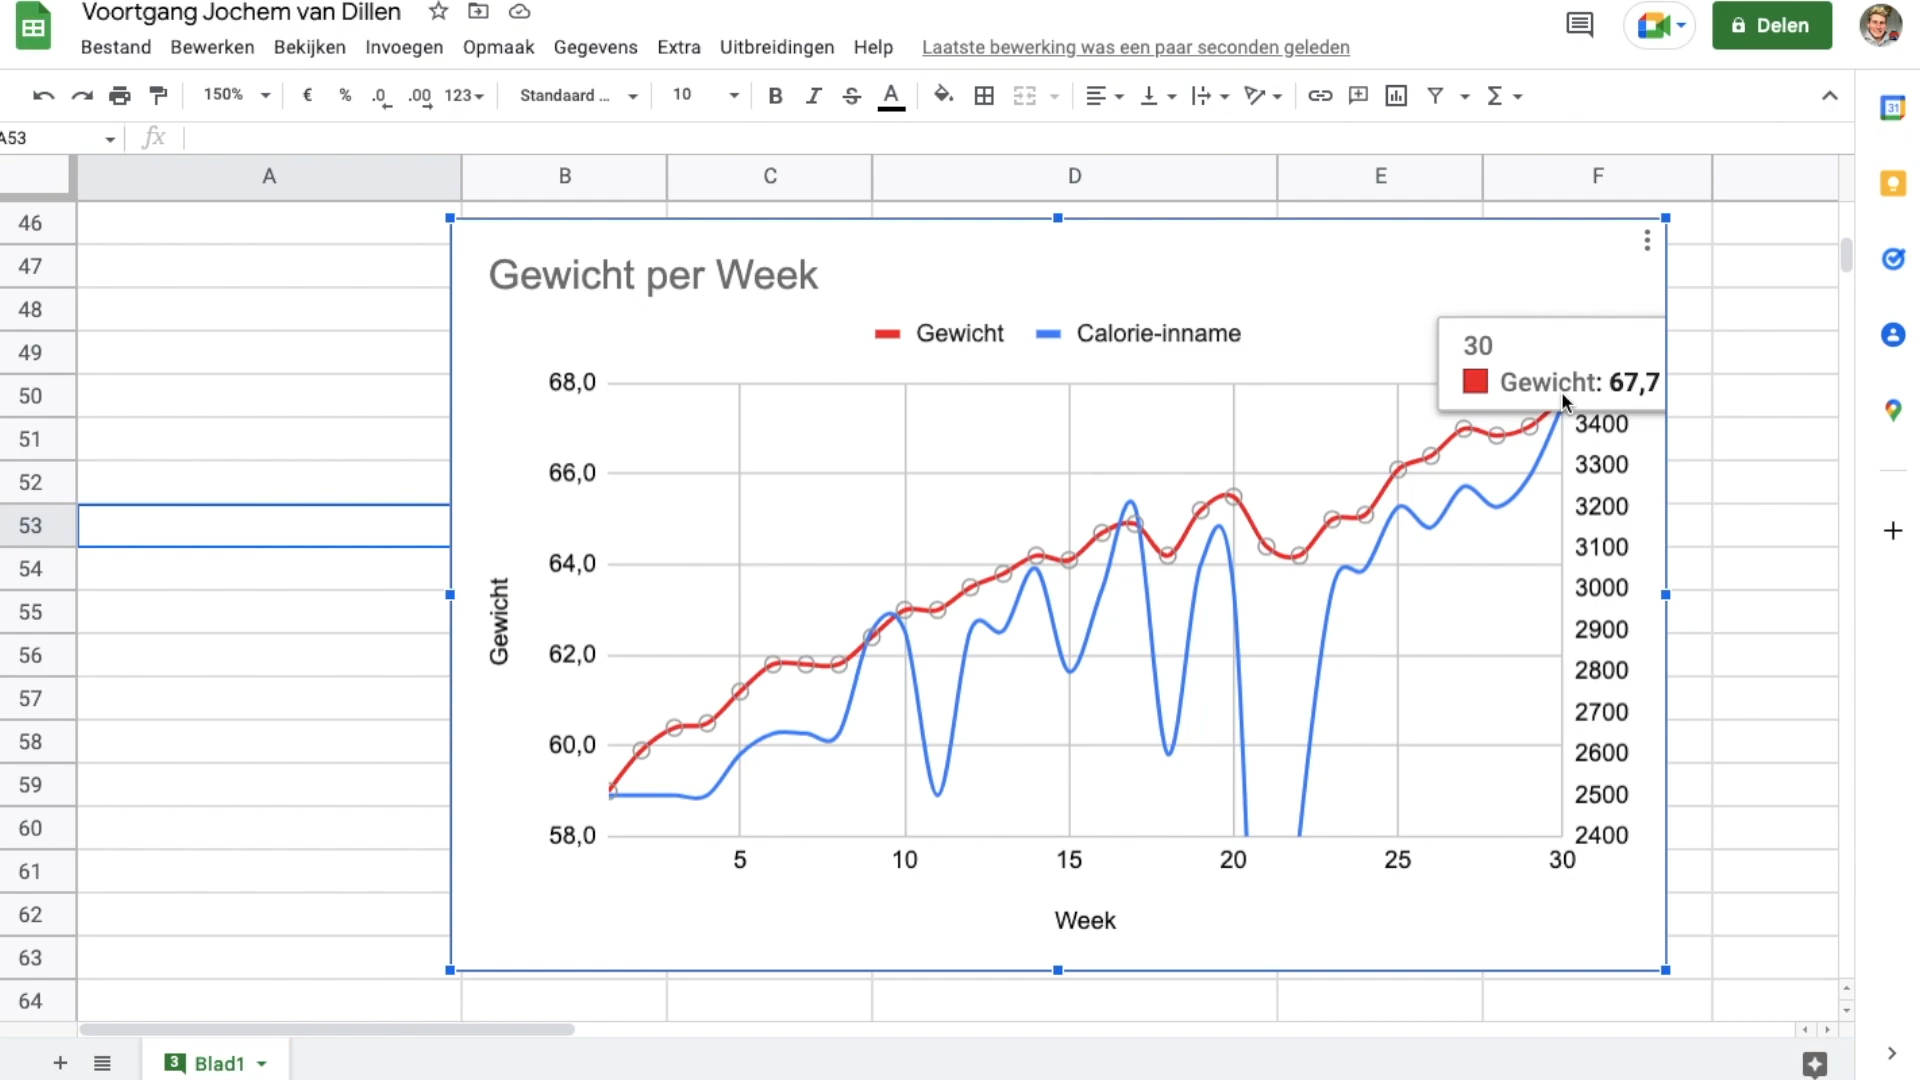 Voortgang Jochem van Dillen
Bestand Bewerken Bekijken Invoegen Opmaak Gegevens Extra Uitbreidingen Help Laatste bewerking was een paar seconden geleden
Delen
150% € % .0 .00 123 Standaard ... 10 B I S A
31
A53 fx
A B C D E F
46
47
48
49
50
51
52
53
54
55
56
57
58
59
60
61
62
63
64
Gewicht per Week
Gewicht Calorie-inname
30
Gewicht: 67,7
68,0
66,0
64,0
62,0
60,0
58,0
Gewicht
3400
3300
3200
3100
3000
2900
2800
2700
2600
2500
2400
5 10 15 20 25 30
Week
3 Blad1